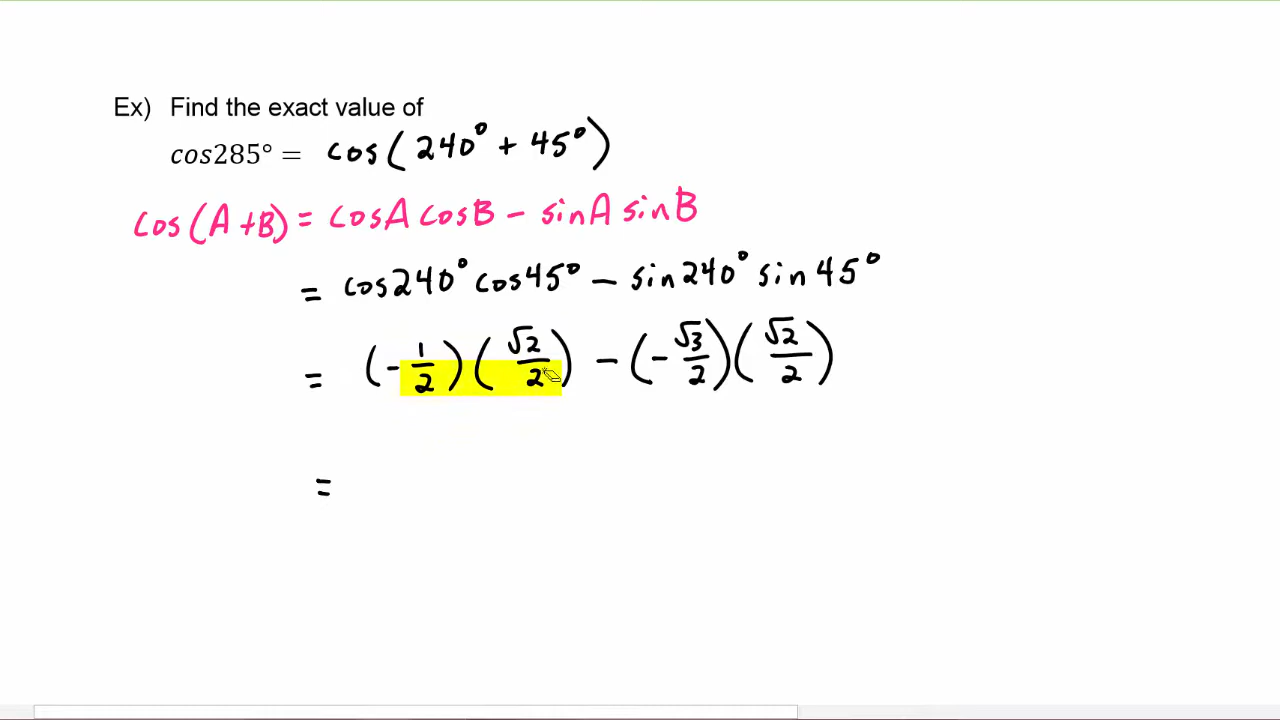 Ex) Find the exact value of
cos285° = cos(240° + 45°)
cos(A+B) = cosA cosB - sinA sinB
= cos240° cos45° - sin240° sin45°
= (-1/2)(√2/2) - (-√3/2)(√2/2)
=